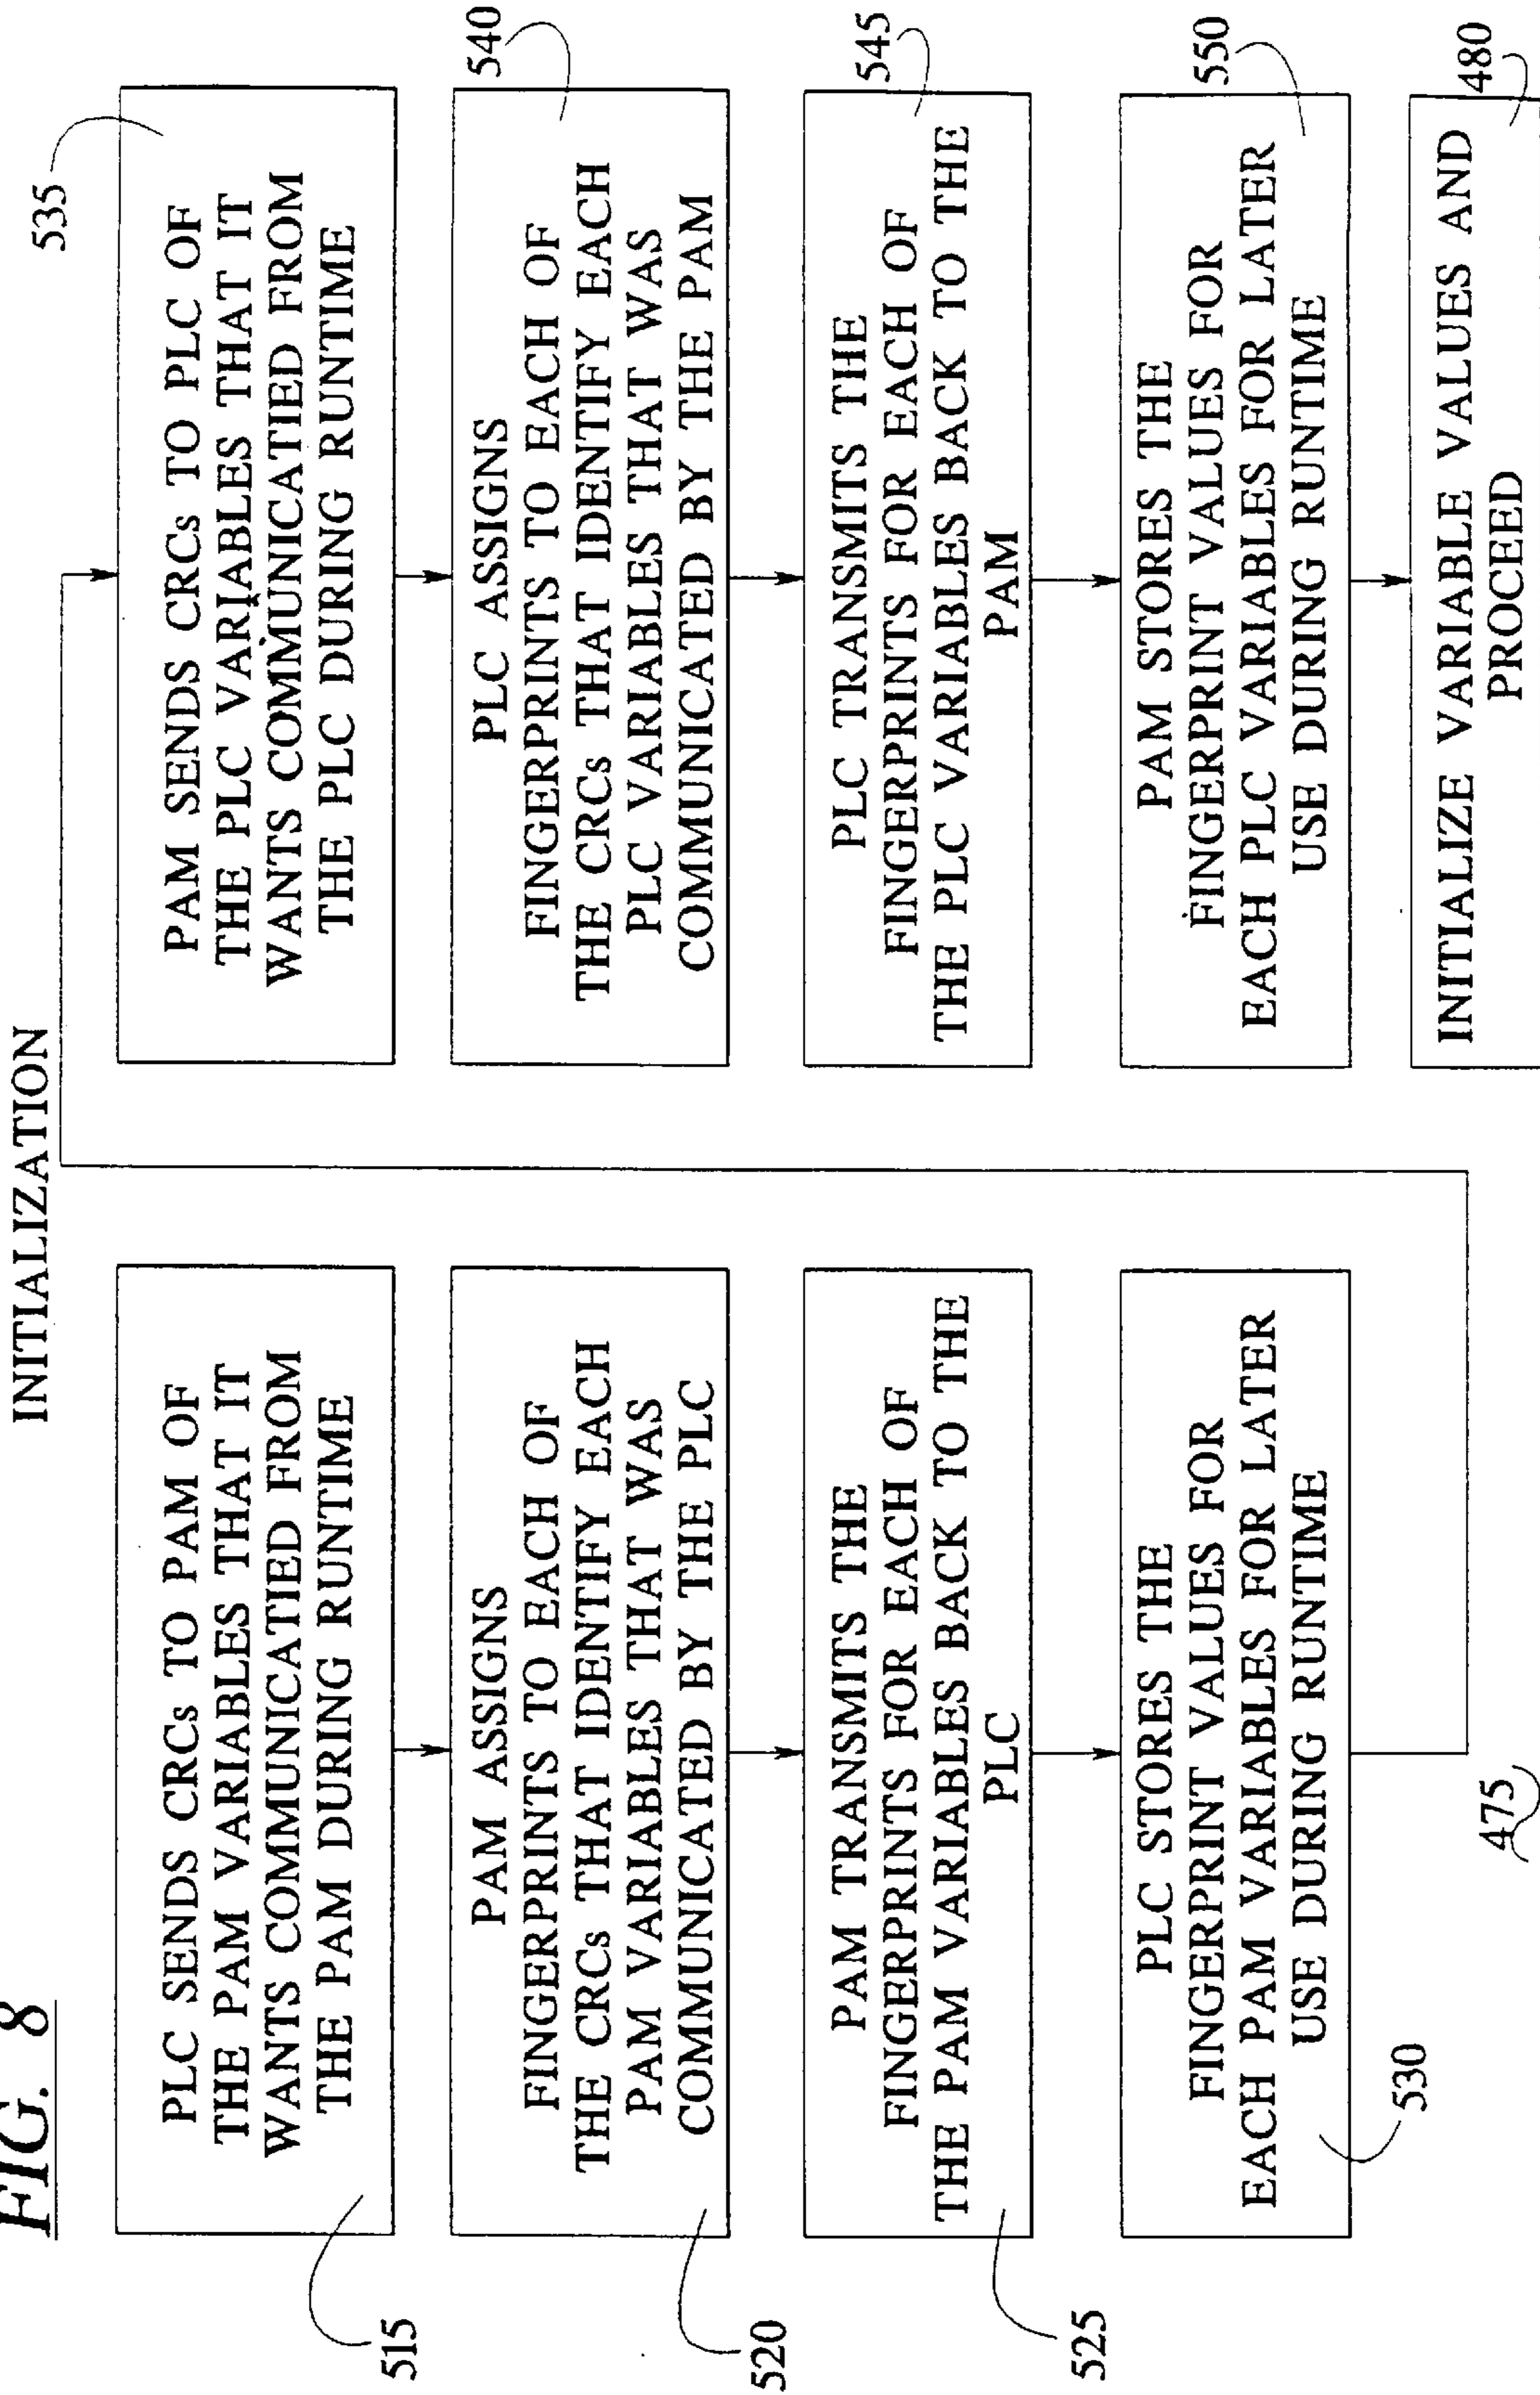 FIG. 8
INITIALIZATION
PLC SENDS CRCs TO PAM OF
THE PAM VARIABLES THAT IT
WANTS COMMUNICATIED FROM
THE PAM DURING RUNTIME
515
PAM ASSIGNS
FINGERPRINTS TO EACH OF
THE CRCs THAT IDENTIFY EACH
PAM VARIABLES THAT WAS
COMMUNICATED BY THE PLC
520
PAM TRANSMITS THE
FINGERPRINTS FOR EACH OF
THE PAM VARIABLES BACK TO THE
PLC
525
PLC STORES THE
FINGERPRINT VALUES FOR
EACH PAM VARIABLES FOR LATER
USE DURING RUNTIME
530
475
535
PAM SENDS CRCs TO PLC OF
THE PLC VARIABLES THAT IT
WANTS COMMUNICATIED FROM
THE PLC DURING RUNTIME
540
PLC ASSIGNS
FINGERPRINTS TO EACH OF
THE CRCs THAT IDENTIFY EACH
PLC VARIABLES THAT WAS
COMMUNICATED BY THE PAM
545
PLC TRANSMITS THE
FINGERPRINTS FOR EACH OF
THE PLC VARIABLES BACK TO THE
PAM
550
PAM STORES THE
FINGERPRINT VALUES FOR
EACH PLC VARIABLES FOR LATER
USE DURING RUNTIME
480
INITIALIZE VARIABLE VALUES AND
PROCEED